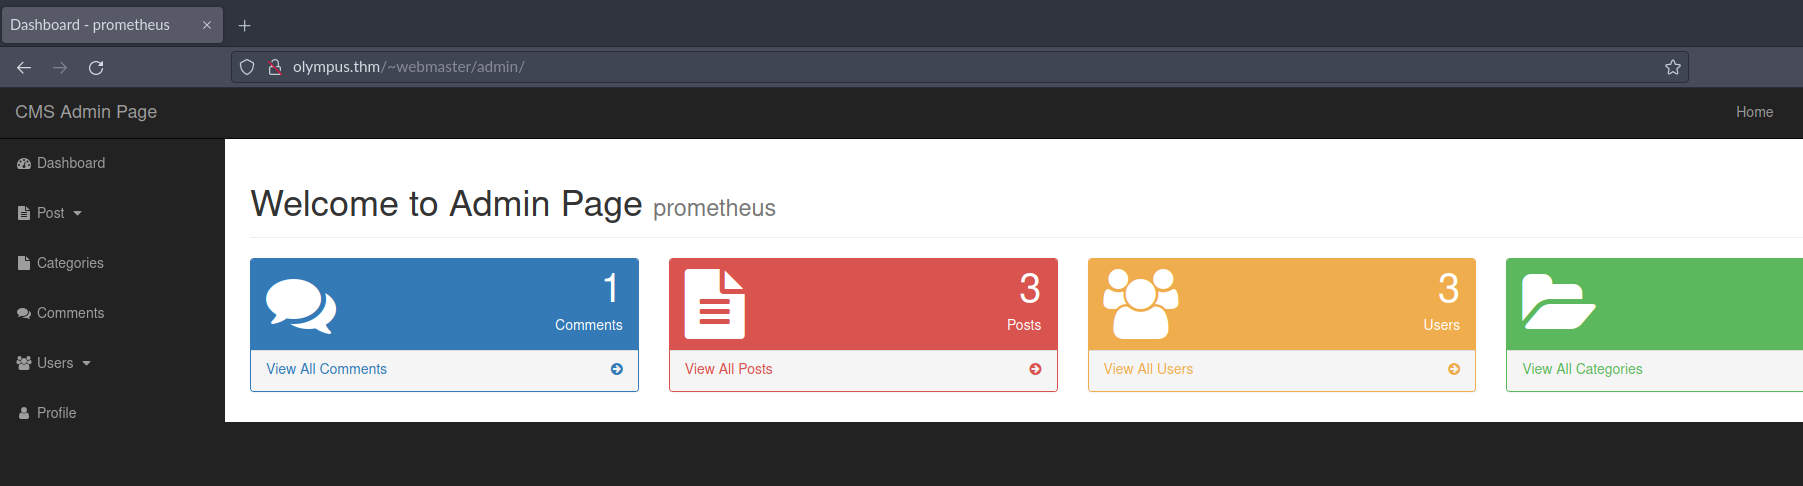 Dashboard - prometheus
olympus.thm/~webmaster/admin/
CMS Admin Page
Home
Dashboard
Post
Categories
Comments
Users
Profile
Welcome to Admin Page prometheus
1
Comments
View All Comments
3
Posts
View All Posts
3
Users
View All Users
View All Categories